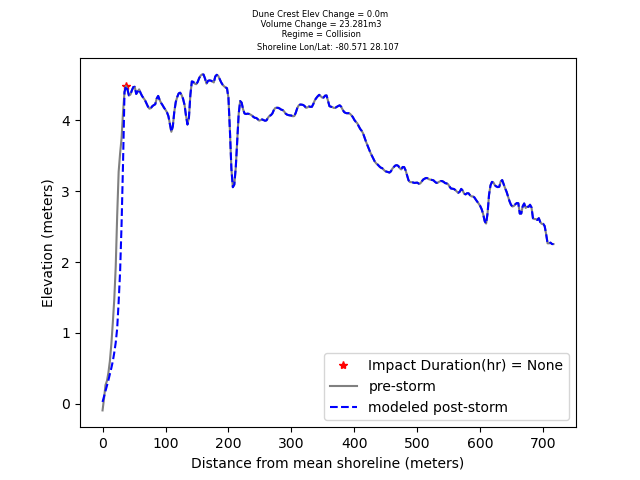 Dune Crest Elev Change = 0.0m
Volume Change = 23.281m3
Regime = Collision
Shoreline Lon/Lat: -80.571 28.107
4
3
2
1
0
Elevation (meters)
Impact Duration(hr) = None
pre-storm
modeled post-storm
0 100 200 300 400 500 600 700
Distance from mean shoreline (meters)